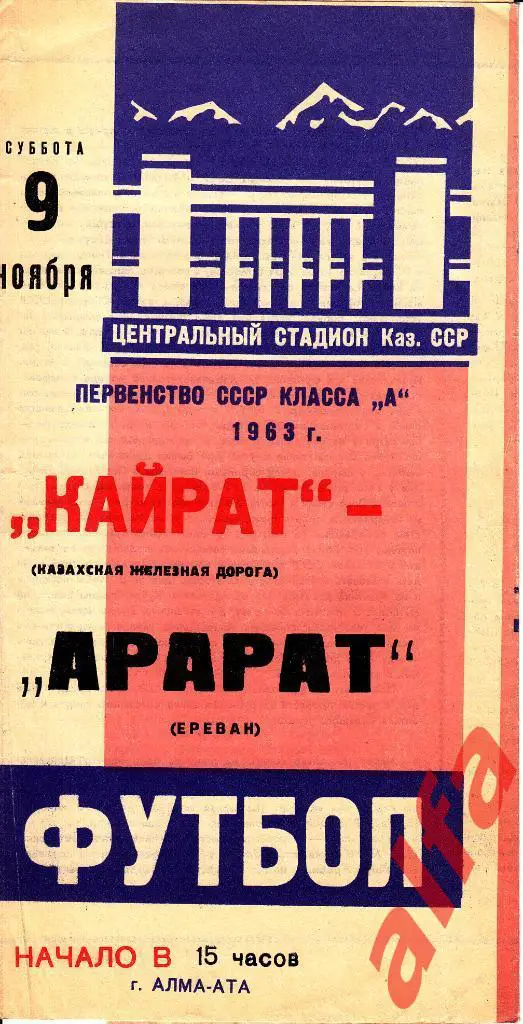 СУББОТА
9
ноября
ЦЕНТРАЛЬНЫЙ СТАДИОН Каз. ССР
ПЕРВЕНСТВО СССР КЛАССА „А“
1963 г.
„КАЙРАТ“ –
(КАЗАХСКАЯ ЖЕЛЕЗНАЯ ДОРОГА)
„АРАРАТ“
(ЕРЕВАН)
ФУТБОЛ
НАЧАЛО В 15 часов
г. АЛМА-АТА
alfa